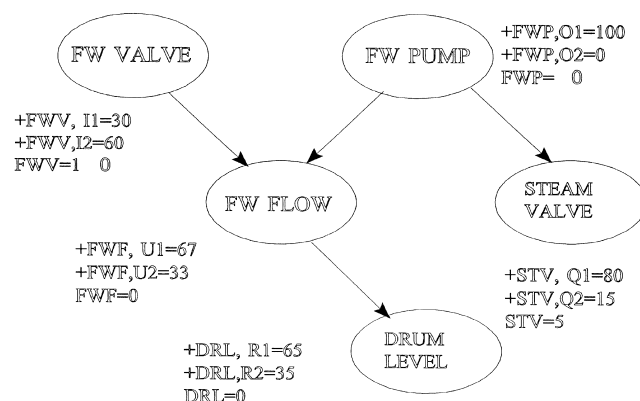 FW VALVE
FW PUMP
+FWP,O1=100
+FWP,O2=0
FWP= 0
+FWV, I1=30
+FWV,I2=60
FWV=1 0
FW FLOW
STEAM
VALVE
+FWF, U1=67
+FWF,U2=33
FWF=0
+STV, Q1=80
+STV,Q2=15
STV=5
DRUM
LEVEL
+DRL, R1=65
+DRL,R2=35
DRL=0